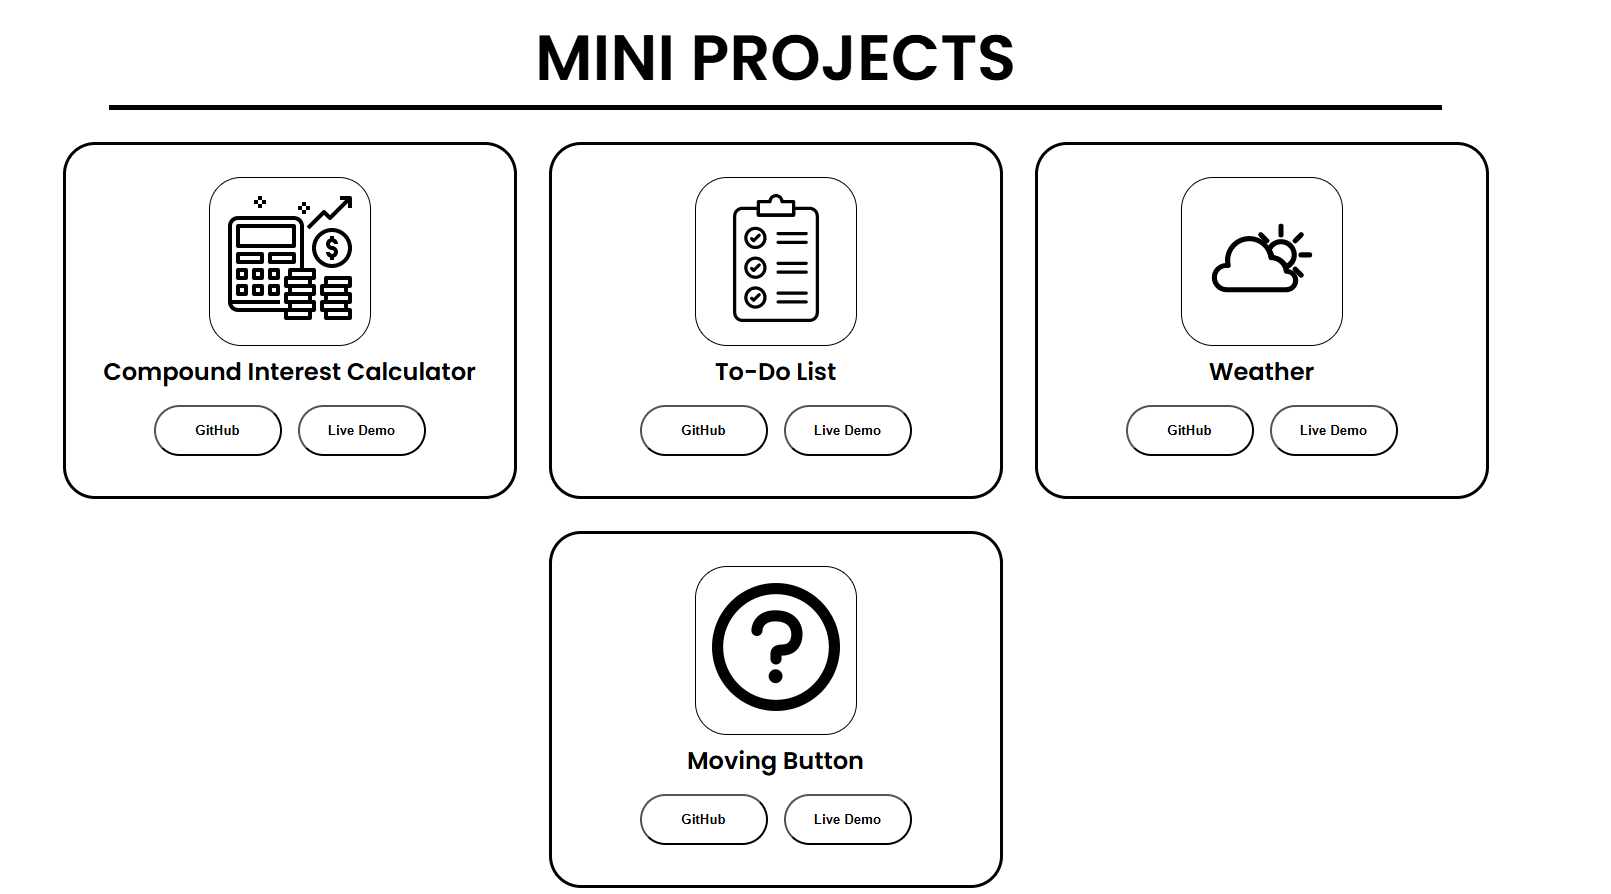 MINI PROJECTS
$
Compound Interest Calculator
GitHub Live Demo
To-Do List
GitHub Live Demo
Weather
GitHub Live Demo
?
Moving Button
GitHub Live Demo